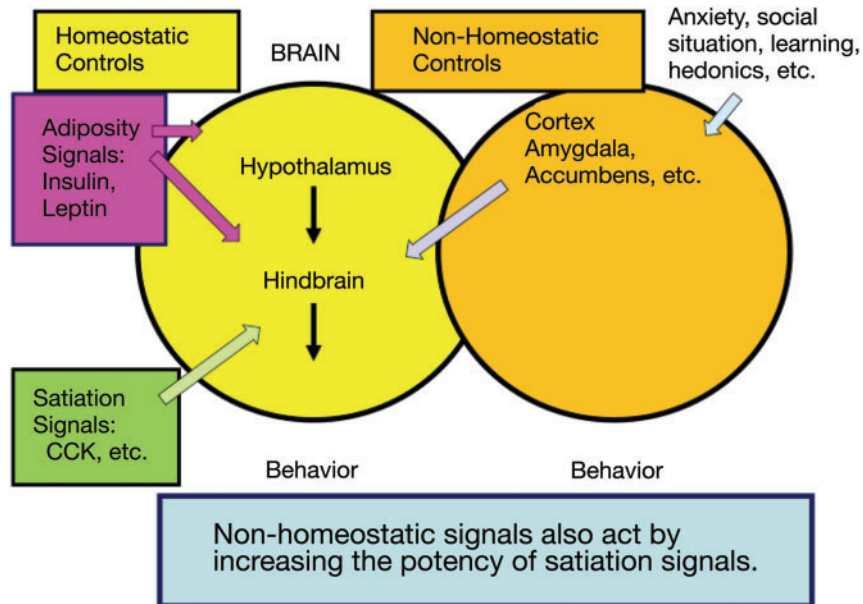 Homeostatic
Controls
BRAIN
Non-Homeostatic
Controls
Anxiety, social
situation, learning,
hedonics, etc.
Adiposity
Signals:
Insulin,
Leptin
Hypothalamus
Hindbrain
Cortex
Amygdala,
Accumbens, etc.
Satiation
Signals:
CCK, etc.
Behavior
Behavior
Non-homeostatic signals also act by
increasing the potency of satiation signals.